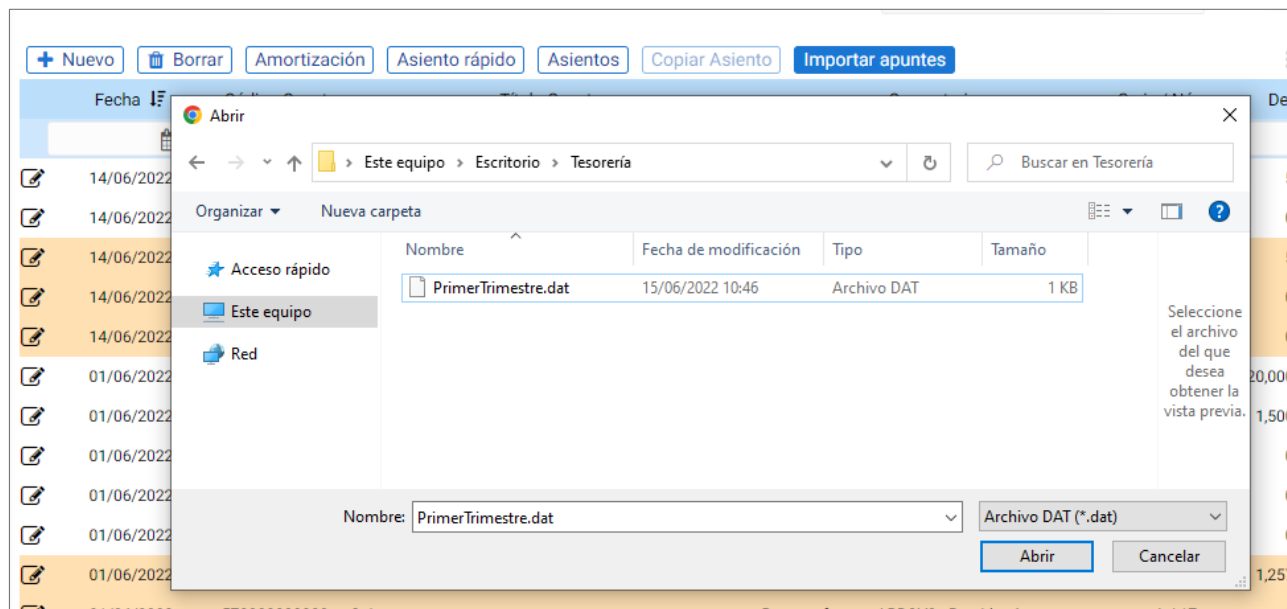 Nuevo Borrar Amortización Asiento rápido Asientos Copiar Asiento Importar apuntes
Fecha
Abrir
Este equipo > Escritorio > Tesorería Buscar en Tesorería
Organizar Nueva carpeta
Nombre Fecha de modificación Tipo Tamaño
PrimerTrimestre.dat 15/06/2022 10:46 Archivo DAT 1 KB
Acceso rápido
Este equipo
Red
Seleccione
el archivo
del que
desea
obtener la
vista previa.
14/06/2022
14/06/2022
14/06/2022
14/06/2022
14/06/2022
01/06/2022
01/06/2022
01/06/2022
01/06/2022
01/06/2022
01/06/2022
Nombre: PrimerTrimestre.dat Archivo DAT (*.dat)
Abrir Cancelar